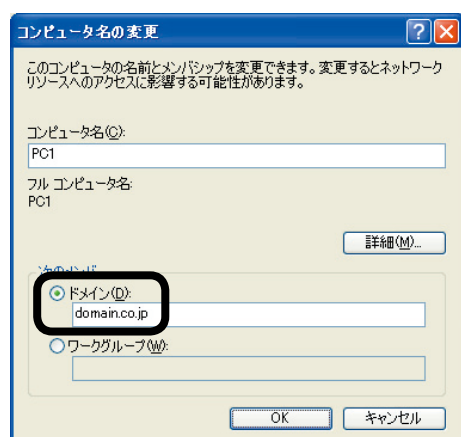 コンピュータ名の変更
このコンピュータの名前とメンバシップを変更できます。変更するとネットワーク
リソースへのアクセスに影響する可能性があります。
コンピュータ名(C):
PC1
フル コンピュータ名:
PC1
詳細(M)...
次のメンバ
ドメイン(D):
domain.co.jp
ワークグループ(W):
OK
キャンセル